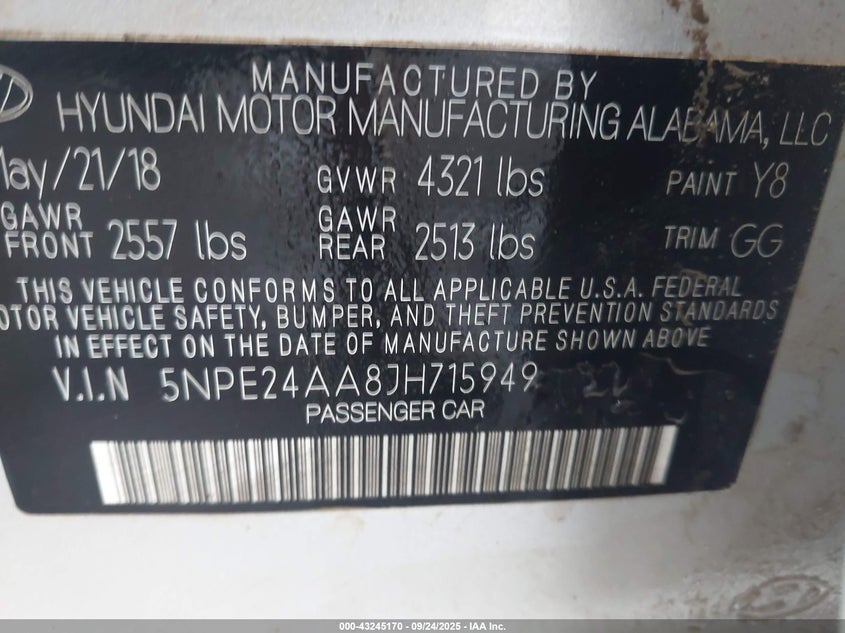 MANUFACTURED BY
HYUNDAI MOTOR MANUFACTURING ALABAMA, LLC
May/21/18 GVWR 4321 lbs PAINT Y8
GAWR FRONT 2557 lbs GAWR REAR 2513 lbs TRIM GG
THIS VEHICLE CONFORMS TO ALL APPLICABLE U.S.A. FEDERAL
MOTOR VEHICLE SAFETY, BUMPER, AND THEFT PREVENTION STANDARDS
IN EFFECT ON THE DATE OF MANUFACTURE SHOWN ABOVE
V.I.N 5NPE24AA8JH715949
PASSENGER CAR
000-43245170 - 09/24/2025 - IAA Inc.